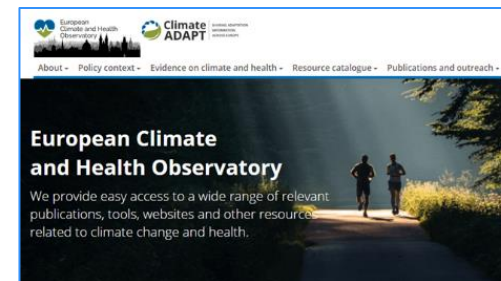 European
Climate and Health
Observatory
Climate
ADAPT
About
Policy context
Evidence on climate and health
Resource catalogue
Publications and outreach
European Climate
and Health Observatory
We provide easy access to a wide range of relevant
publications, tools, websites and other resources
related to climate change and health.